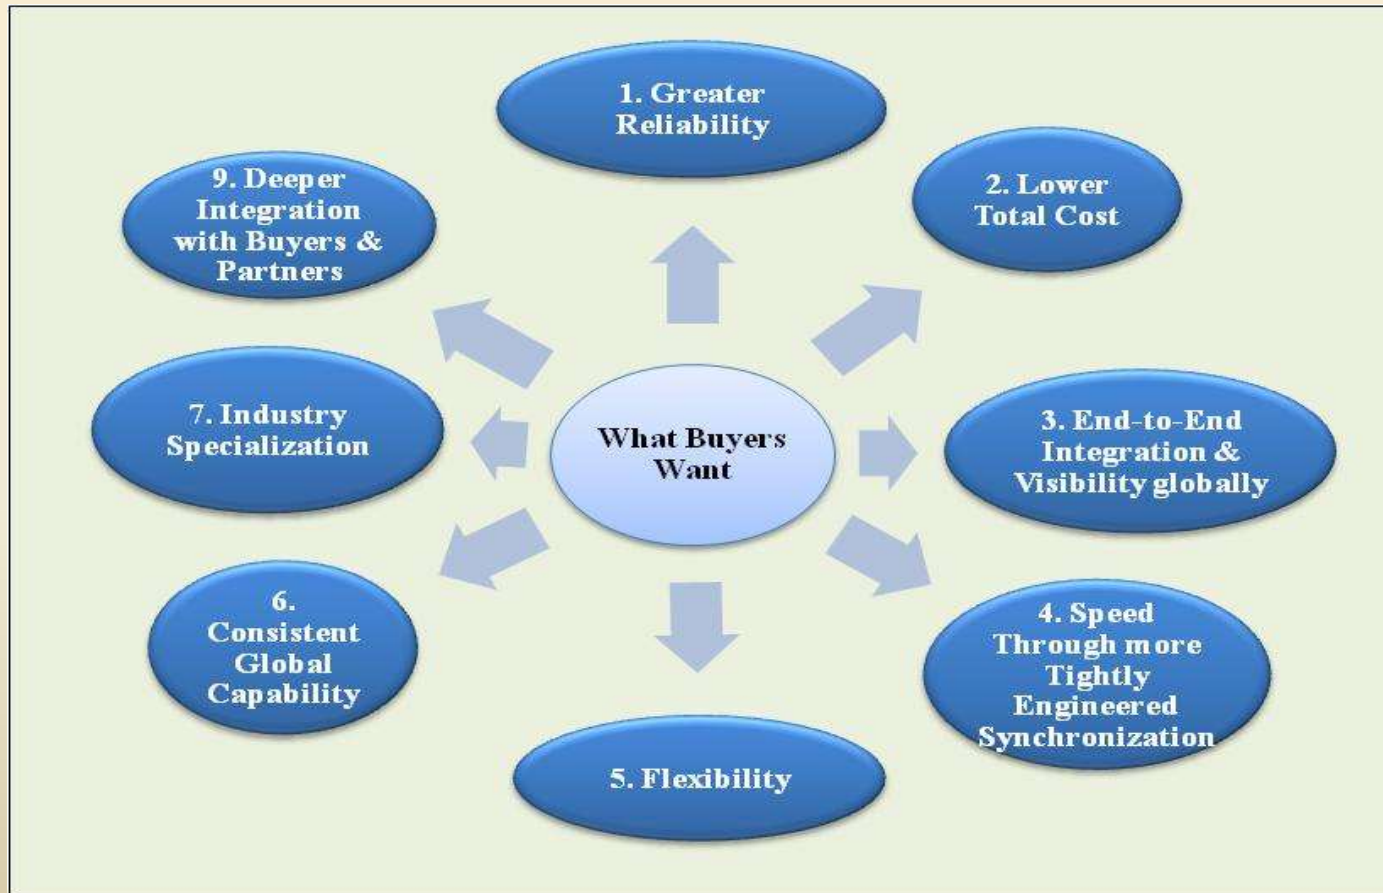 1. Greater
Reliability
2. Lower
Total Cost
3. End-to-End
Integration &
Visibility globally
4. Speed
Through more
Tightly
Engineered
Synchronization
5. Flexibility
6.
Consistent
Global
Capability
7. Industry
Specialization
9. Deeper
Integration
with Buyers &
Partners
What Buyers
Want